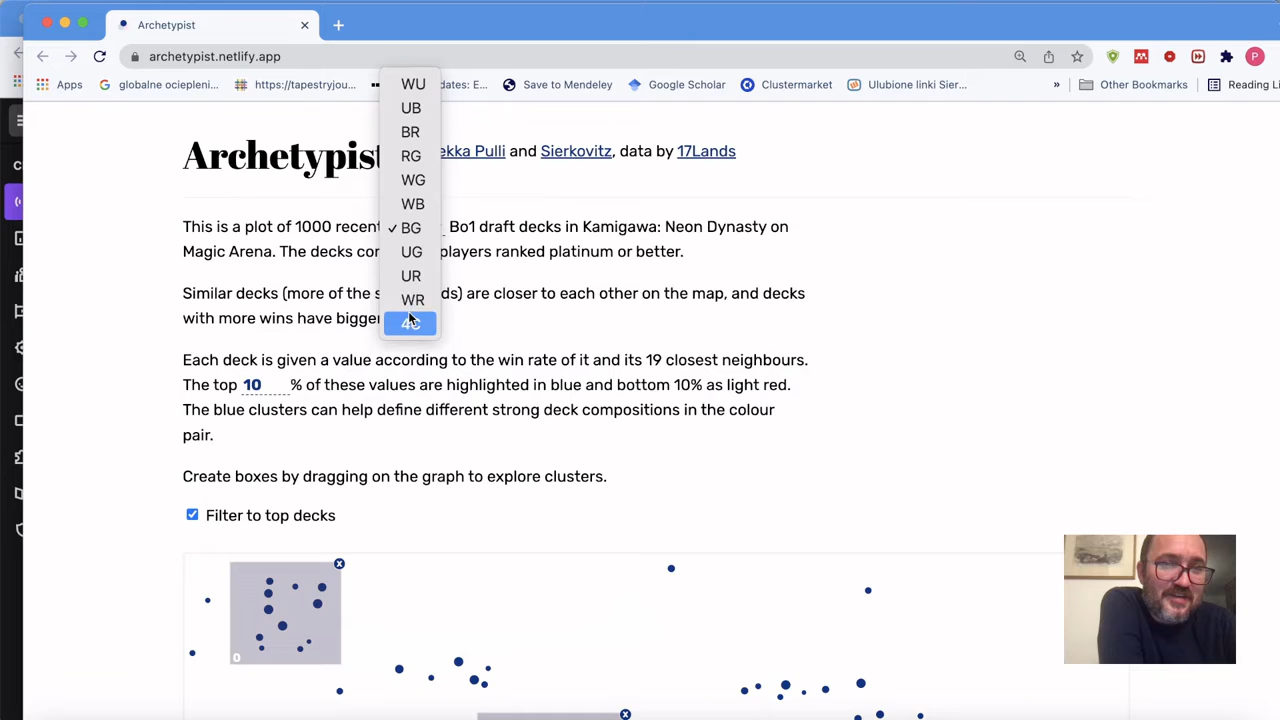 Archetypist
archetypist.netlify.app
P
Apps
globalne ociepleni...
https://tapestryjou...
dates: E...
Save to Mendeley
Google Scholar
Clustermarket
Ulubione linki Sier...
»
Other Bookmarks
Reading Li
WU
UB
BR
RG
WG
WB
✓ BG
UG
UR
WR
Archetypist
ekka Pulli and Sierkovitz, data by 17Lands
This is a plot of 1000 recent
Bo1 draft decks in Kamigawa: Neon Dynasty on
Magic Arena. The decks
players ranked platinum or better.
Similar decks (more of the
are closer to each other on the map, and decks
with more wins have bigger
Each deck is given a value according to the win rate of it and its 19 closest neighbours.
The top 10 % of these values are highlighted in blue and bottom 10% as light red.
The blue clusters can help define different strong deck compositions in the colour
pair.
Create boxes by dragging on the graph to explore clusters.
Filter to top decks
x
0
x